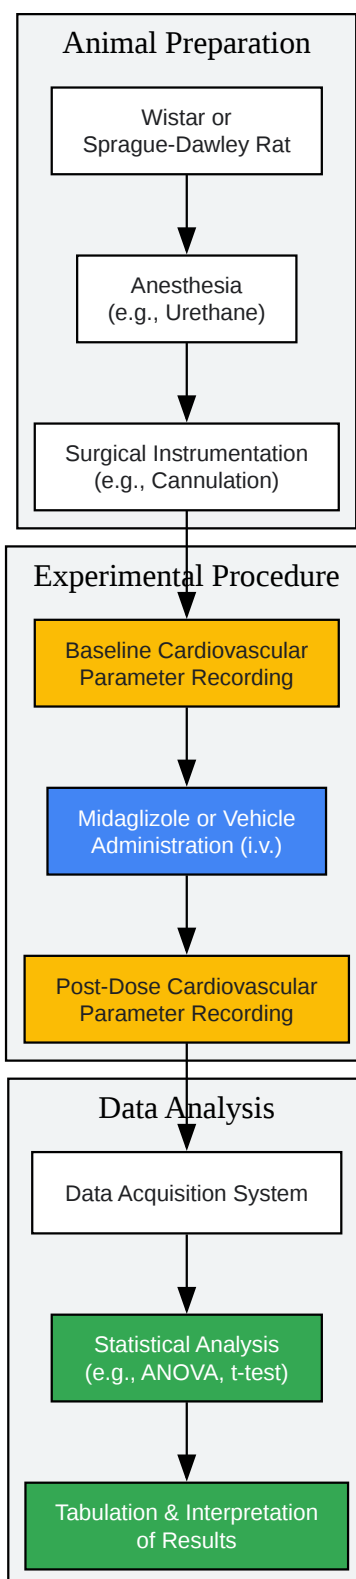 Animal Preparation
Wistar or
Sprague-Dawley Rat
Anesthesia
(e.g., Urethane)
Surgical Instrumentation
(e.g., Cannulation)
Experimental Procedure
Baseline Cardiovascular
Parameter Recording
Midaglizole or Vehicle
Administration (i.v.)
Post-Dose Cardiovascular
Parameter Recording
Data Analysis
Data Acquisition System
Statistical Analysis
(e.g., ANOVA, t-test)
Tabulation & Interpretation
of Results